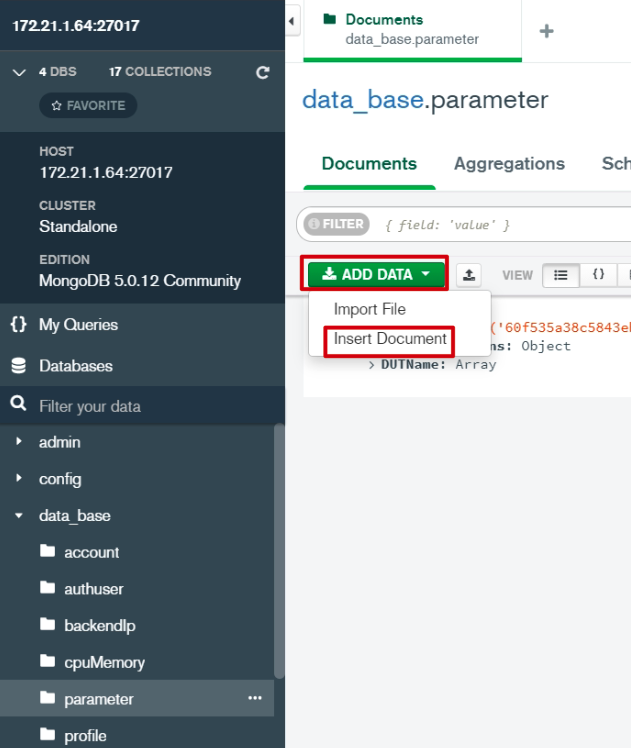 172.21.1.64:27017
4 DBS 17 COLLECTIONS
FAVORITE
HOST
172.21.1.64:27017
CLUSTER
Standalone
EDITION
MongoDB 5.0.12 Community
{} My Queries
Databases
Filter your data
admin
config
data_base
account
authuser
backendIp
cpuMemory
parameter ...
profile
Documents
data_base.parameter
+
data_base.parameter
Documents Aggregations Sch
FILTER { field: 'value' }
ADD DATA VIEW {}
Import File
Insert Document
('60f535a38c5843e
ns: Object
> DUTName: Array